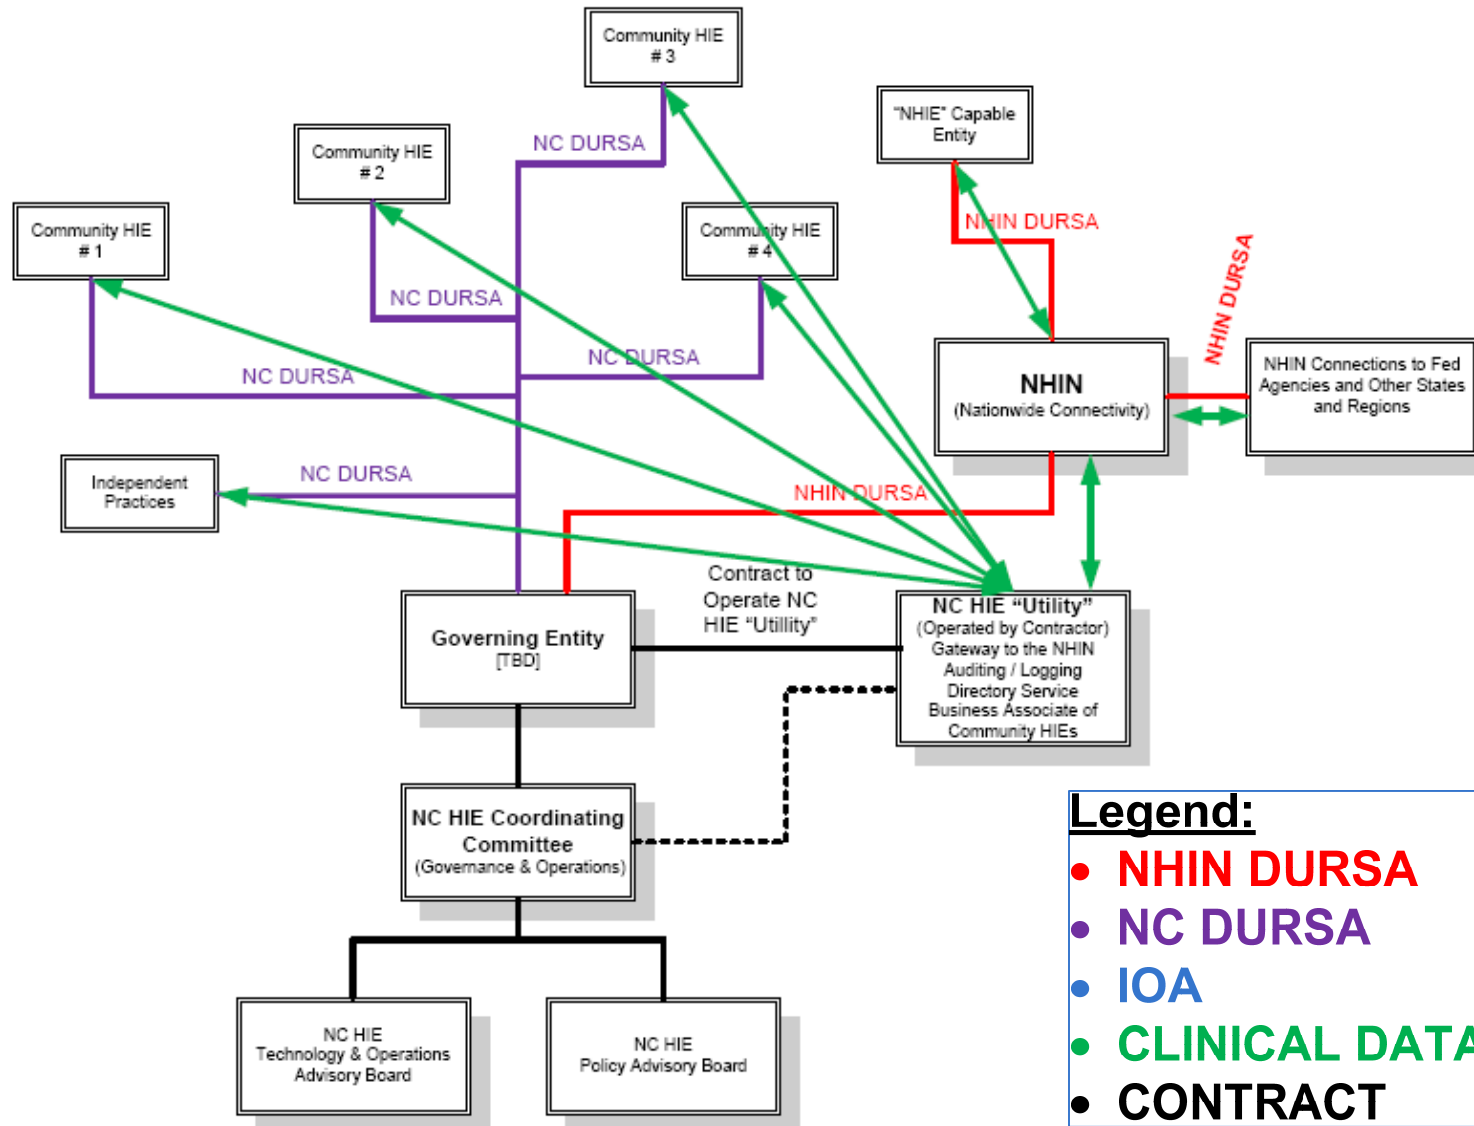 Community HIE
# 3
"NHIE" Capable
Entity
Community HIE
# 2
NC DURSA
Community HIE
# 1
Community HIE
# 4
NHIN DURSA
NHIN DURSA
NC DURSA
NC DURSA
NC DURSA
NHIN
(Nationwide Connectivity)
NHIN Connections to Fed
Agencies and Other States
and Regions
Independent
Practices
NC DURSA
NHIN DURSA
Contract to
Operate NC
HIE “Utillity”
Governing Entity
[TBD]
NC HIE “Utility”
(Operated by Contractor)
Gateway to the NHIN
Auditing / Logging
Directory Service
Business Associate of
Community HIEs
NC HIE Coordinating
Committee
(Governance & Operations)
NC HIE
Technology & Operations
Advisory Board
NC HIE
Policy Advisory Board
Legend:
• NHIN DURSA
• NC DURSA
• IOA
• CLINICAL DATA
• CONTRACT